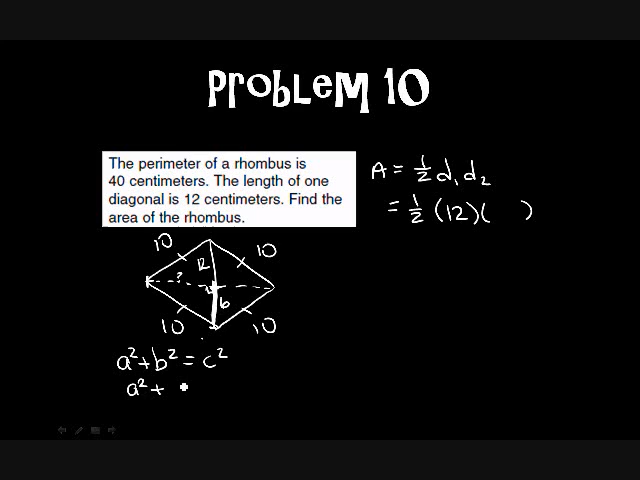 Problem 10
The perimeter of a rhombus is
40 centimeters. The length of one
diagonal is 12 centimeters. Find the
area of the rhombus.
A = ½ d₁ d₂
= ½ (12)( )
10
10
12
?
6
10
10
a² + b² = c²
a² +